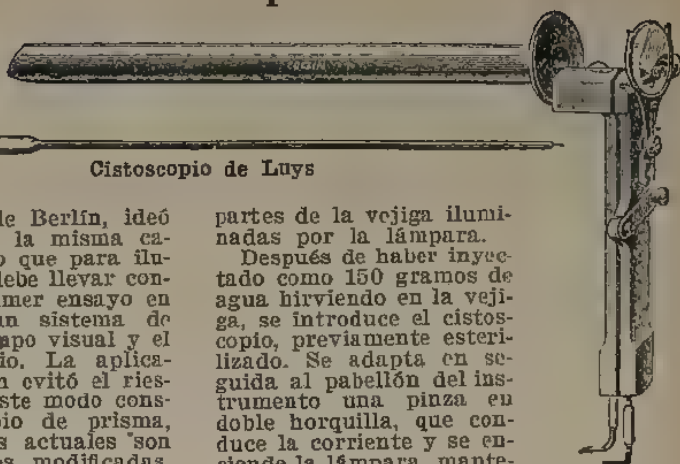 Cistoscopio de Luys
de Berlín, ideó
la misma ca-
que para ilu-
debe llevar con-
imer ensayo en
un sistema de
mpo visual y el
io. La aplica-
n evitó el ries-
ste modo cons-
pio de prisma,
s actuales son
modificadas
partes de la vejiga ilumi-
nadas por la lámpara.
Después de haber inyec-
tado como 150 gramos de
agua hirviendo en la veji-
ga, se introduce el cistos-
copio, previamente esteri-
lizado. Se adapta en se-
guida al pabellón del ins-
trumento una pinza en
doble horquilla, que con-
duce la corriente y se en-
ciende la lámpara, mante-